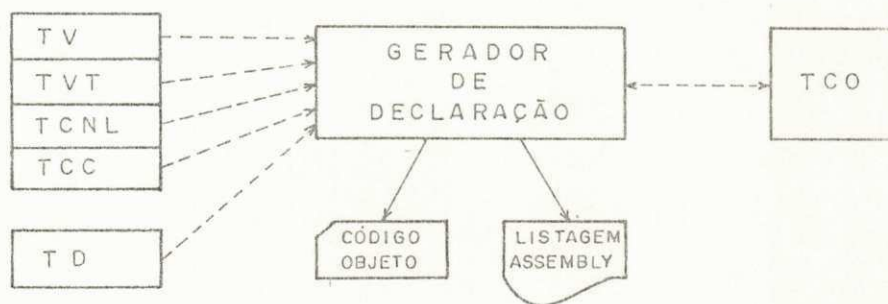 TV
TVT
TCNL
TCC
TD
GERADOR
DE
DECLARAÇÃO
TCO
CÓDIGO
OBJETO
LISTAGEM
ASSEMBLY